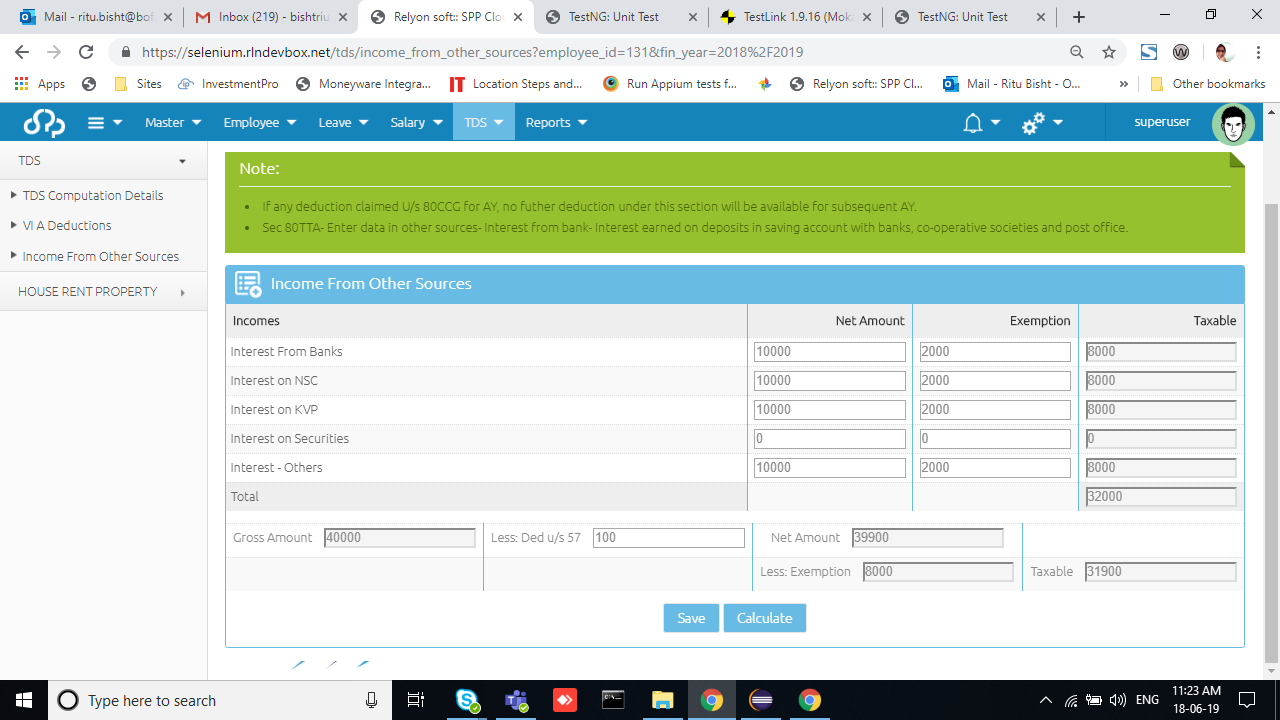 Mail - ritu.bisht@bof
Inbox (219) - bishtriu
Relyon soft:: SPP Clo
TestNG: Unit Test
TestLink 1.9.16 (Mok
TestNG: Unit Test
https://selenium.rlndevbox.net/tds/income_from_other_sources?employee_id=131&fin_year=2018%2F2019
Apps Sites InvestmentPro Moneyware Integra... Location Steps and... Run Appium tests f... Relyon soft:: SPP Cl... Mail - Ritu Bisht - O... » Other bookmarks
Master Employee Leave Salary TDS Reports superuser
TDS
TDS Computation Details
VI A Deductions
Income From Other Sources
HOUSE RENT PROPERTY
Note:
If any deduction claimed U/s 80CCG for AY, no futher deduction under this section will be available for subsequent AY.
Sec 80TTA- Enter data in other sources- Interest from bank- Interest earned on deposits in saving account with banks, co-operative societies and post office.
Income From Other Sources
Incomes Net Amount Exemption Taxable
Interest From Banks 10000 2000 8000
Interest on NSC 10000 2000 8000
Interest on KVP 10000 2000 8000
Interest on Securities 0 0 0
Interest - Others 10000 2000 8000
Total 32000
Gross Amount 40000 Less: Ded u/s 57 100 Net Amount 39900
Less: Exemption 8000 Taxable 31900
Save Calculate
Type here to search
ENG
11:23 AM
18-06-19